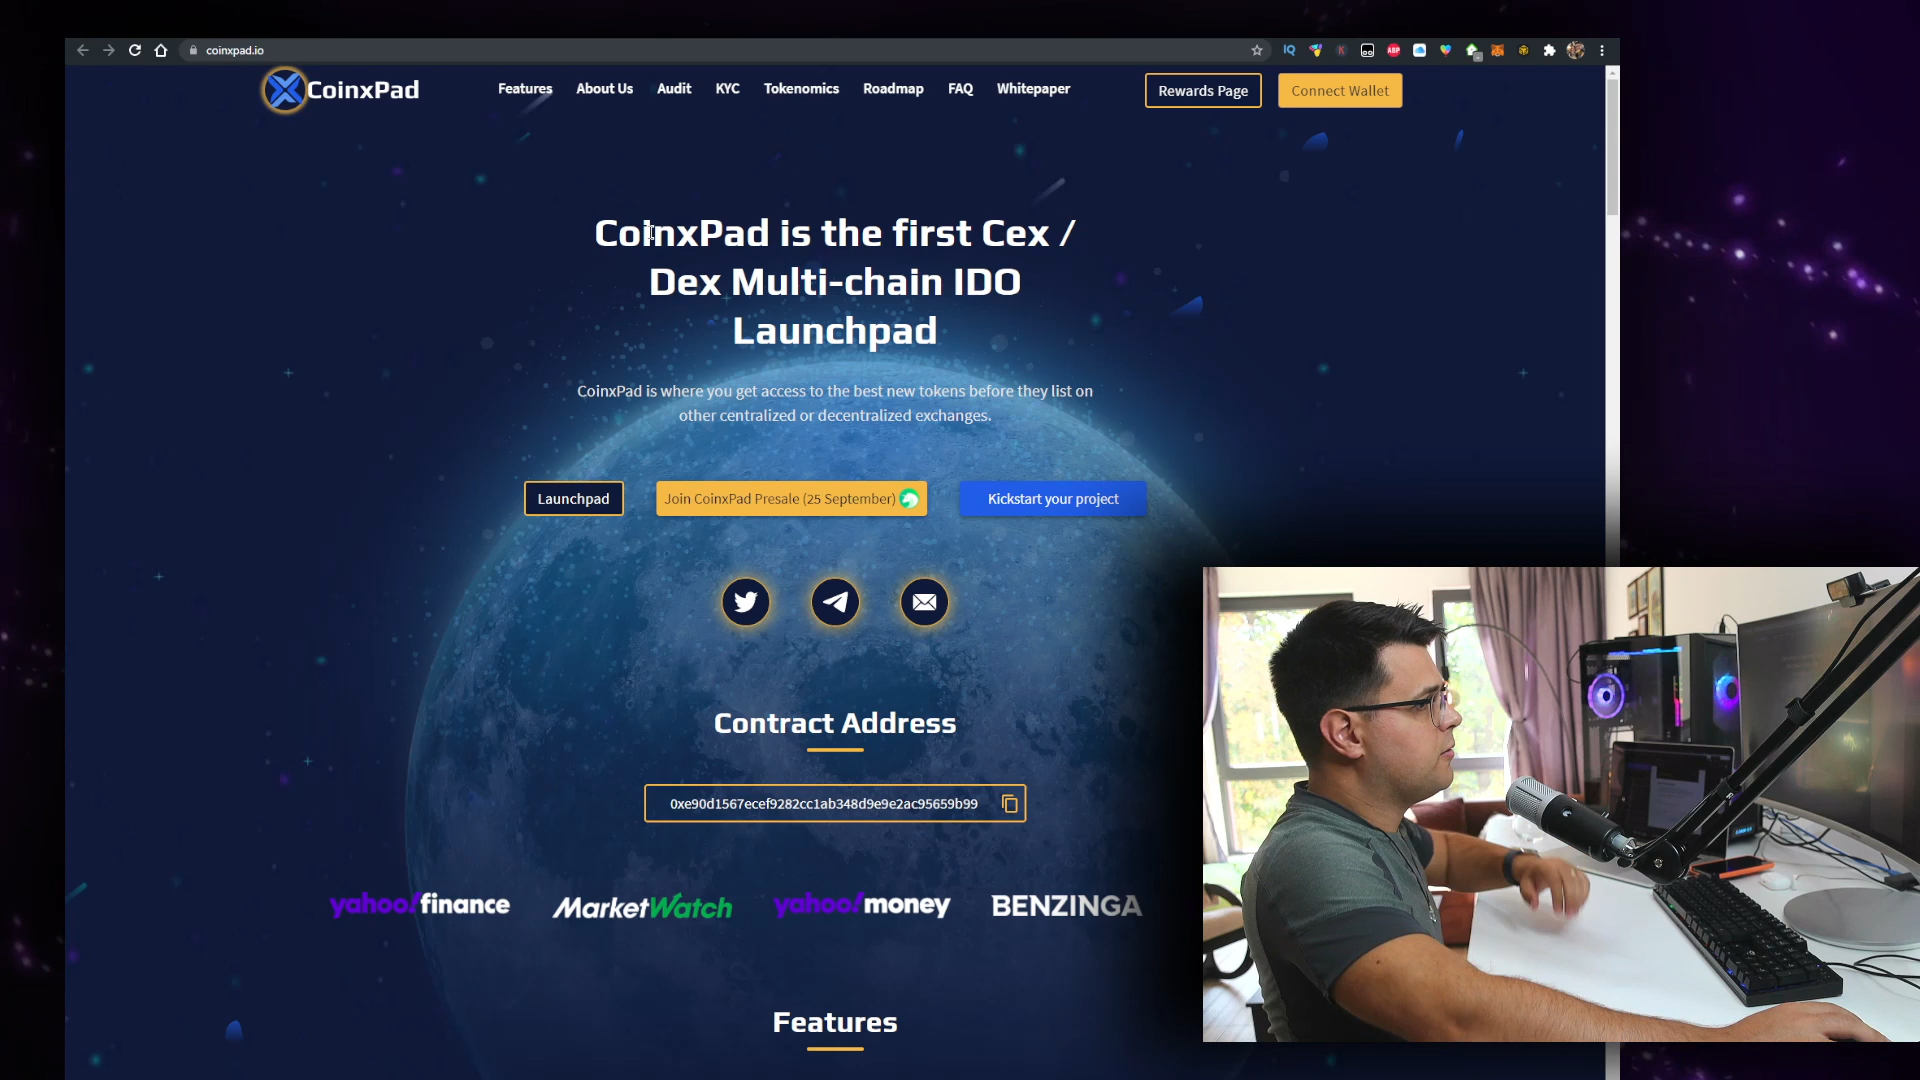 coinxpad.io
IQ
K
ABP
CoinxPad
Features
About Us
Audit
KYC
Tokenomics
Roadmap
FAQ
Whitepaper
Rewards Page
Connect Wallet
CoinxPad is the first Cex /
Dex Multi-chain IDO
Launchpad
CoinxPad is where you get access to the best new tokens before they list on
other centralized or decentralized exchanges.
Launchpad
Join CoinxPad Presale (25 September)
Kickstart your project
Contract Address
0xe90d1567ecef9282cc1ab348d9e9e2ac95659b99
yahoo!finance
MarketWatch
yahoo!money
BENZINGA
Features